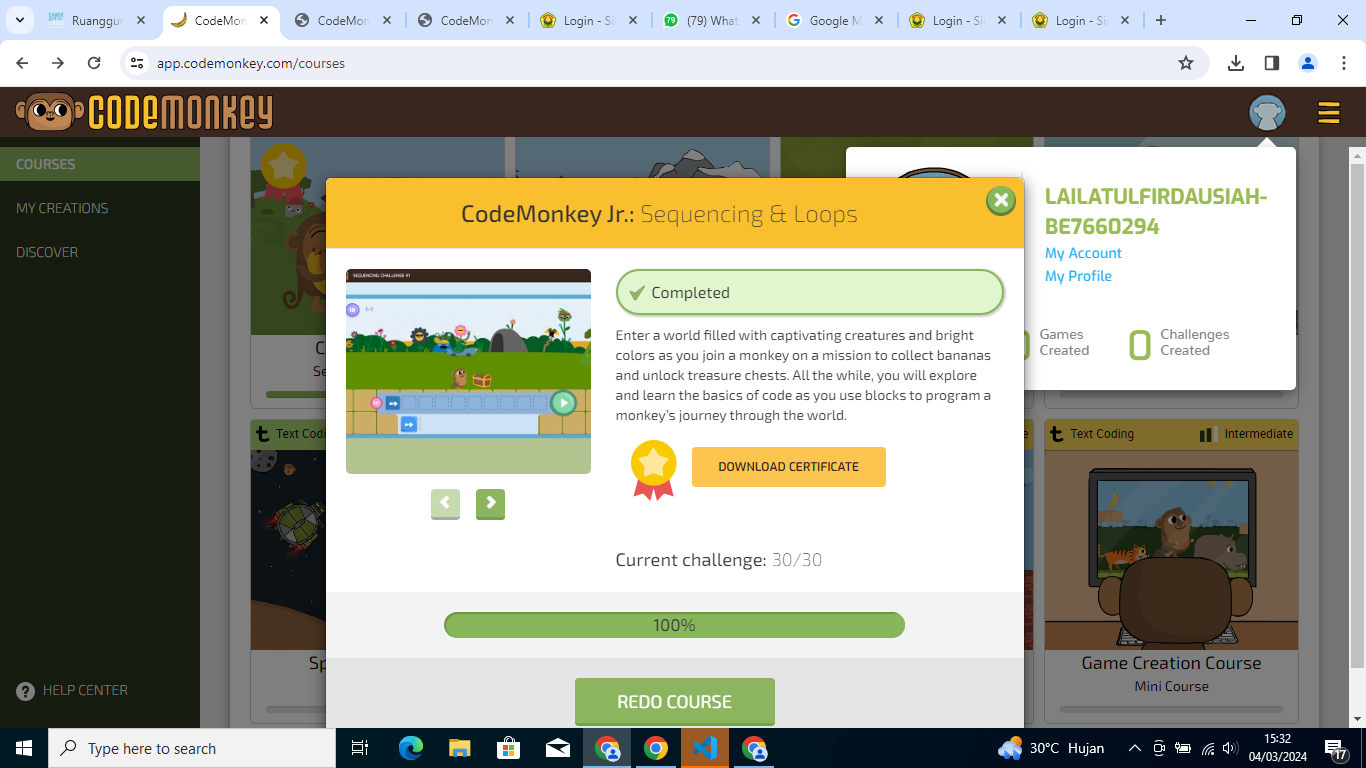 Ruanggur
CodeMon
CodeMon
CodeMon
Login - Si
(79) What
Google M
Login - Si
Login - Si
app.codemonkey.com/courses
CODEMONKEY
COURSES
MY CREATIONS
DISCOVER
HELP CENTER
LAILATULFIRDAUSIAH-
BE7660294
My Account
My Profile
Games
Created
0
Challenges
Created
CodeMonkey Jr.: Sequencing & Loops
SEQUENCING: CHALLENGE #1
Completed
Enter a world filled with captivating creatures and bright
colors as you join a monkey on a mission to collect bananas
and unlock treasure chests. All the while, you will explore
and learn the basics of code as you use blocks to program a
monkey's journey through the world.
DOWNLOAD CERTIFICATE
Current challenge: 30/30
100%
REDO COURSE
C
Se
Text Codi
e
Text Coding
Intermediate
Sp
Game Creation Course
Mini Course
Type here to search
30°C Hujan
15:32
04/03/2024
17